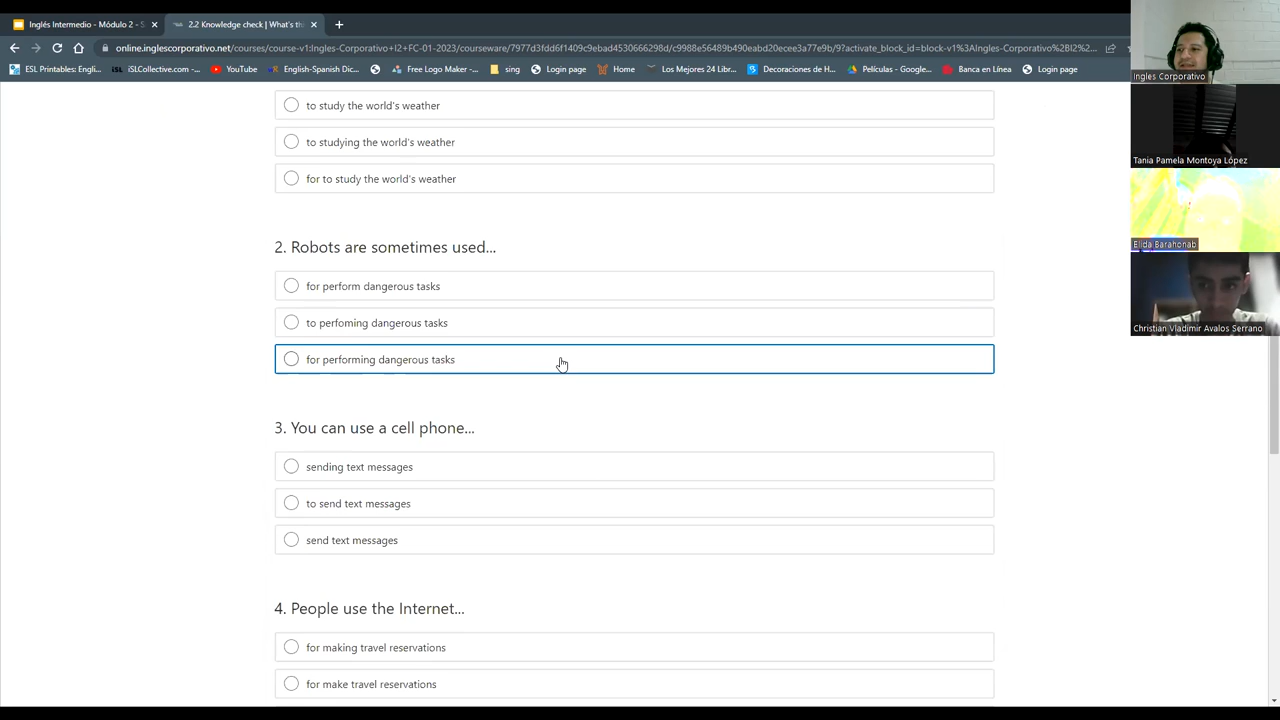 Inglés Intermedio - Módulo 2 - S
2.2 Knowledge check | What's th
online.inglescorporativo.net/courses/course-v1:Ingles-Corporativo+I2+FC-01-2023/courseware/7977d3fdd6f1409c9ebad4530666298d/c9988e56489b490eabd20ecee3a77e9b/9?activate_block_id=block-v1%3AIngles-Corporativo%2BI2%...
ESL Printables: Engli...
iSLCollective.com -...
YouTube
English-Spanish Dic...
Free Logo Maker -...
sing
Login page
Home
Los Mejores 24 Libr...
Decoraciones de H...
Películas - Google...
Banca en Línea
Login page
Ingles Corporativo
Tania Pamela Montoya López
Elida Barahonab
Christian Vladimir Avalos Serrano
to study the world's weather
to studying the world's weather
for to study the world's weather
2. Robots are sometimes used...
for perform dangerous tasks
to perfoming dangerous tasks
for performing dangerous tasks
3. You can use a cell phone...
sending text messages
to send text messages
send text messages
4. People use the Internet...
for making travel reservations
for make travel reservations